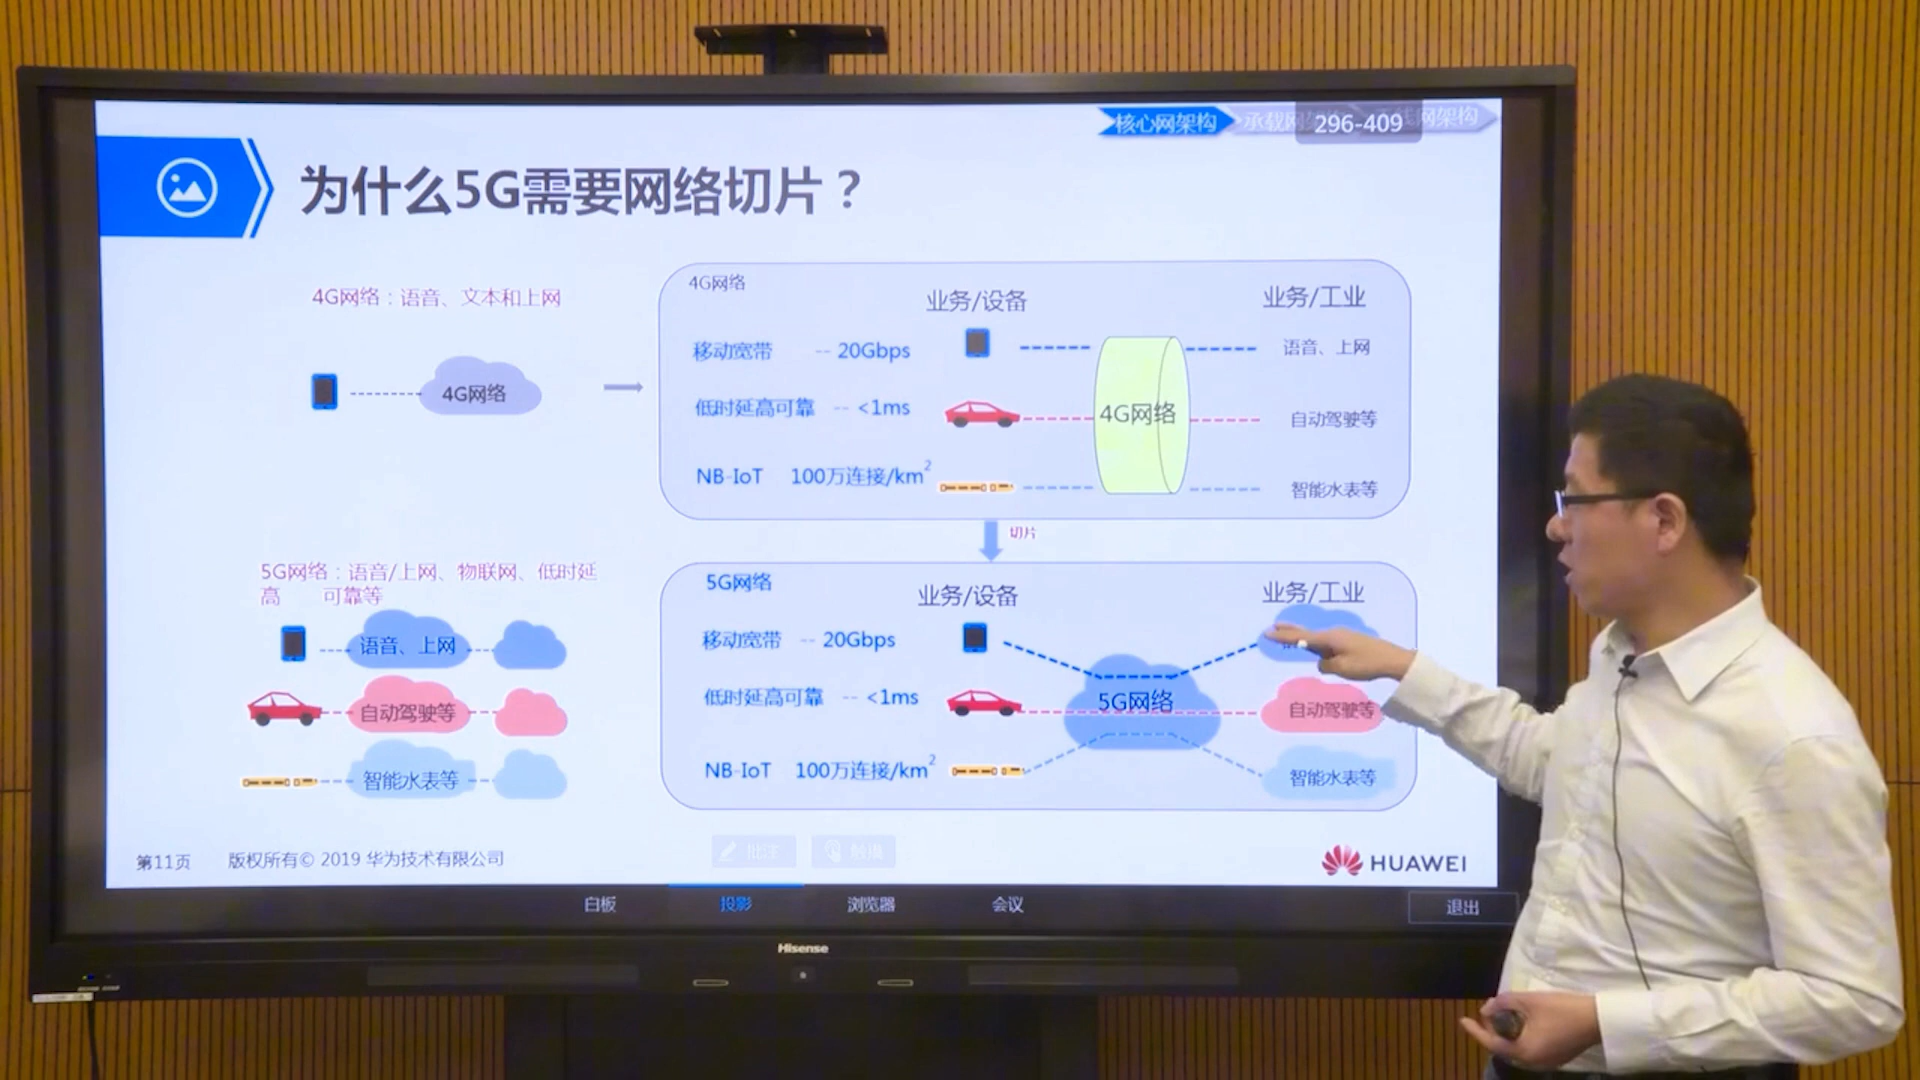 核心网架构
承载网
296-409
线网架构
为什么5G需要网络切片？
4G网络：语音、文本和上网
4G网络
4G网络
业务/设备
业务/工业
移动宽带 -- 20Gbps
语音、上网
低时延高可靠 -- <1ms
4G网络
自动驾驶等
NB-IoT 100万连接/km2
智能水表等
切片
5G网络：语音/上网、物联网、低时延
高 可靠等
语音、上网
自动驾驶等
智能水表等
5G网络
业务/设备
业务/工业
移动宽带 -- 20Gbps
低时延高可靠 -- <1ms
5G网络
自动驾驶等
NB-IoT 100万连接/km2
智能水表等
第11页
版权所有© 2019 华为技术有限公司
批注
HUAWEI
白板
投影
浏览器
会议
退出
Hisense